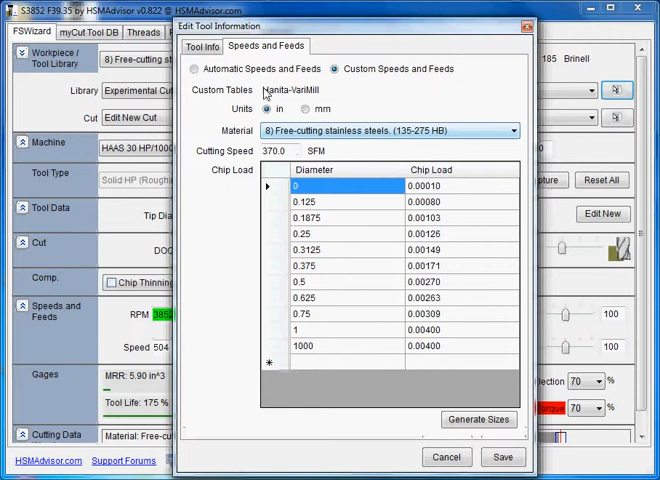 S3852 F39.35 by HSMAdvisor v0.822 @ HSMAdvisor.com
FSWizard
myCut Tool DB
Threads
Workpiece /
Tool Library
8) Free-cutting s
185 Brinell
Library
Experimental Cu
Cut
Edit New Cut
Machine
HAAS 30 HP/1000
Tool Type
Solid HP (Roughi
Reset All
Tool Data
Tip Dia
Edit New
Cut
DOC
Comp.
Chip Thinning
Speeds and
Feeds
RPM
3852
100
Speed
504
100
Gages
MRR: 5.90 in^3
70
%
Tool Life: 175 %
Torque
70
%
Cutting Data
Material: Free-c
HSMAdvisor.com
Support Forums
Edit Tool Information
Tool Info
Speeds and Feeds
Automatic Speeds and Feeds
Custom Speeds and Feeds
Custom Tables
Hanita-VariMill
Units
in
mm
Material
8) Free-cutting stainless steels. (135-275 HB)
Cutting Speed
370.0
SFM
Chip Load
Diameter
Chip Load
0
0.00010
0.125
0.00080
0.1875
0.00103
0.25
0.00126
0.3125
0.00149
0.375
0.00171
0.5
0.00270
0.625
0.00263
0.75
0.00309
1
0.00400
1000
0.00400
Generate Sizes
Cancel
Save